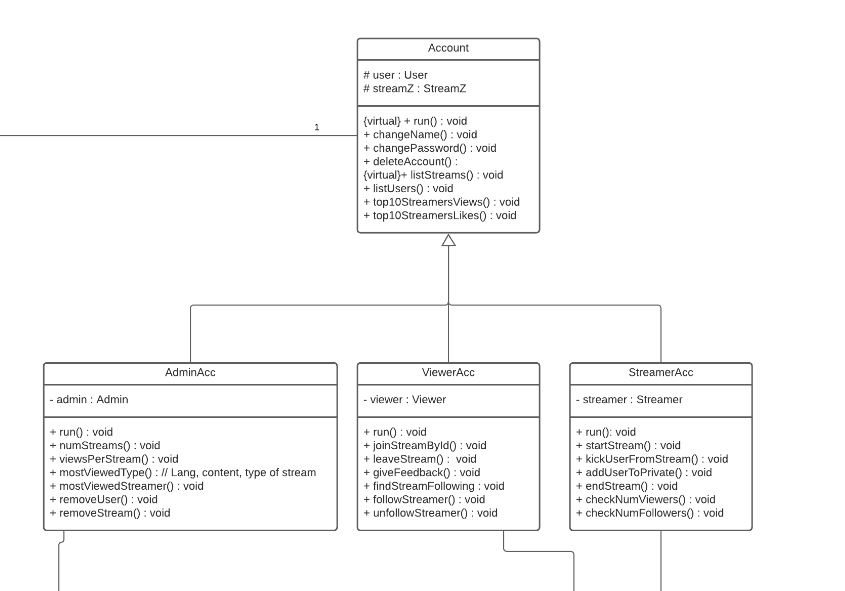 Account
# user : User
# streamZ : StreamZ
{virtual} + run() : void
+ changeName() : void
+ changePassword() : void
+ deleteAccount() :
{virtual}+ listStreams() : void
+ listUsers() : void
+ top10StreamersViews() : void
+ top10StreamersLikes() : void
1
AdminAcc
- admin : Admin
+ run() : void
+ numStreams() : void
+ viewsPerStream() : void
+ mostViewedType() : // Lang, content, type of stream
+ mostViewedStreamer() : void
+ removeUser() : void
+ removeStream() : void
ViewerAcc
- viewer : Viewer
+ run() : void
+ joinStreamById() : void
+ leaveStream() :  void
+ giveFeedback() : void
+ findStreamFollowing : void
+ followStreamer() : void
+ unfollowStreamer() : void
StreamerAcc
- streamer : Streamer
+ run(): void
+ startStream() : void
+ kickUserFromStream() : void
+ addUserToPrivate() : void
+ endStream() : void
+ checkNumViewers() : void
+ checkNumFollowers() : void